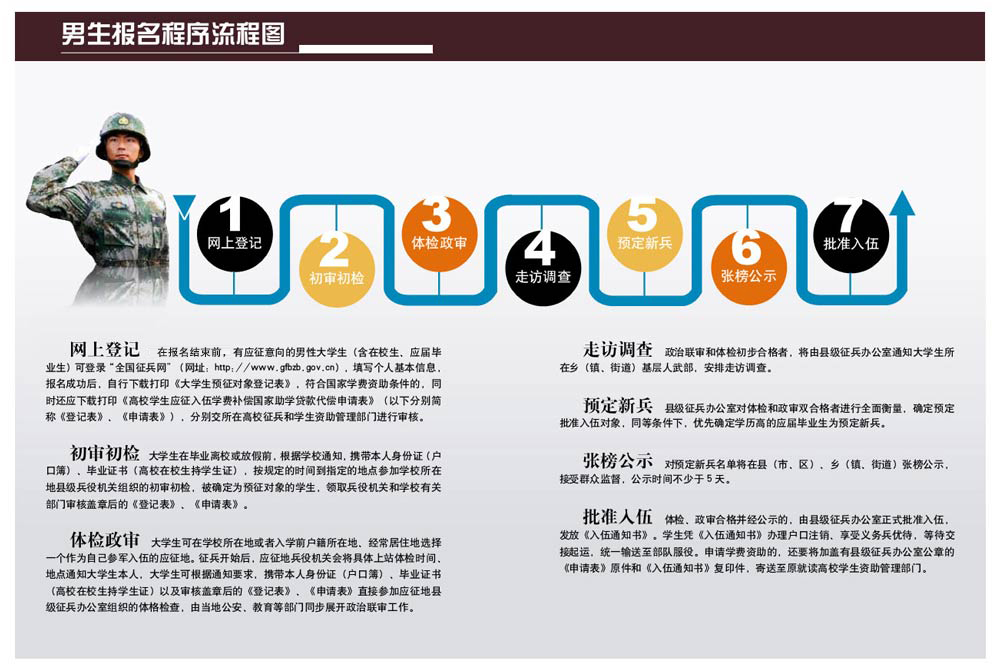 男生报名程序流程图
1
网上登记
2
初审初检
3
体检政审
4
走访调查
5
预定新兵
6
张榜公示
7
批准入伍
网上登记 在报名结束前，有应征意向的男性大学生（含在校生、应届毕
业生）可登录“全国征兵网”（网址：http://www.gfbzb.gov.cn），填写个人基本信息，
报名成功后，自行下载打印《大学生预征对象登记表》，符合国家学费资助条件的，同
时还应下载打印《高校学生应征入伍学费补偿国家助学贷款代偿申请表》（以下分别简
称《登记表》、《申请表》），分别交所在高校征兵和学生资助管理部门进行审核。
初审初检 大学生在毕业离校或放假前，根据学校通知，携带本人身份证（户
口簿）、毕业证书（高校在校生持学生证），按规定的时间到指定的地点参加学校所在
地县级兵役机关组织的初审初检，被确定为预征对象的学生，领取兵役机关和学校有关
部门审核盖章后的《登记表》、《申请表》。
体检政审 大学生可在学校所在地或者入学前户籍所在地、经常居住地选择
一个作为自己参军入伍的应征地。征兵开始后，应征地兵役机关会将具体上站体检时间、
地点通知大学生本人，大学生可根据通知要求，携带本人身份证（户口簿）、毕业证书
（高校在校生持学生证）以及审核盖章后的《登记表》、《申请表》直接参加应征地县
级征兵办公室组织的体格检查，由当地公安、教育等部门同步展开政治联审工作。
走访调查 政治联审和体检初步合格者，将由县级征兵办公室通知大学生所
在乡（镇、街道）基层人武部，安排走访调查。
预定新兵 县级征兵办公室对体检和政审双合格者进行全面衡量，确定预定
批准入伍对象，同等条件下，优先确定学历高的应届毕业生为预定新兵。
张榜公示 对预定新兵名单将在县（市、区）、乡（镇、街道）张榜公示，
接受群众监督，公示时间不少于5天。
批准入伍 体检、政审合格并经公示的，由县级征兵办公室正式批准入伍，
发放《入伍通知书》。学生凭《入伍通知书》办理户口注销、享受义务兵优待，等待交
接起运，统一输送至部队服役。申请学费资助的，还要将加盖有县级征兵办公室公章的
《申请表》原件和《入伍通知书》复印件，寄送至原就读高校学生资助管理部门。